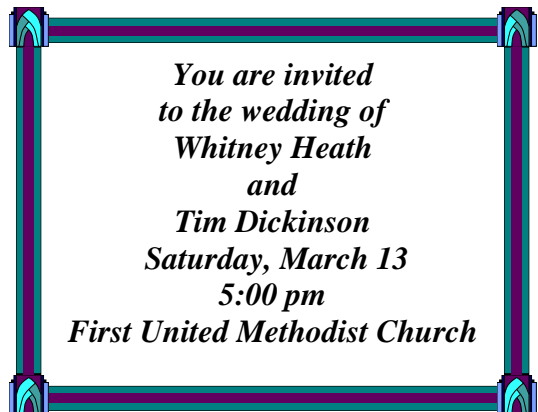 You are invited
to the wedding of
Whitney Heath
and
Tim Dickinson
Saturday, March 13
5:00 pm
First United Methodist Church